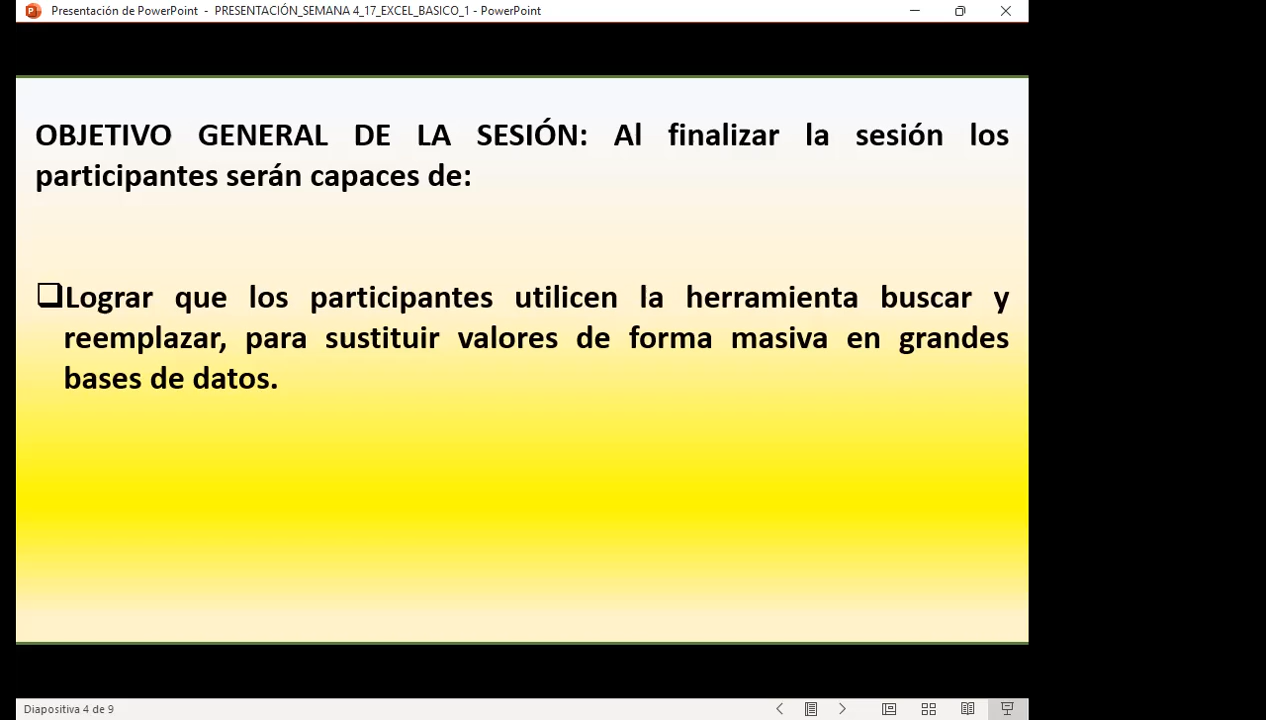 Presentación de PowerPoint - PRESENTACIÓN_SEMANA 4_17_EXCEL_BASICO_1 - PowerPoint
OBJETIVO GENERAL DE LA SESIÓN: Al finalizar la sesión los
participantes serán capaces de:
Lograr que los participantes utilicen la herramienta buscar y
reemplazar, para sustituir valores de forma masiva en grandes
bases de datos.
Diapositiva 4 de 9